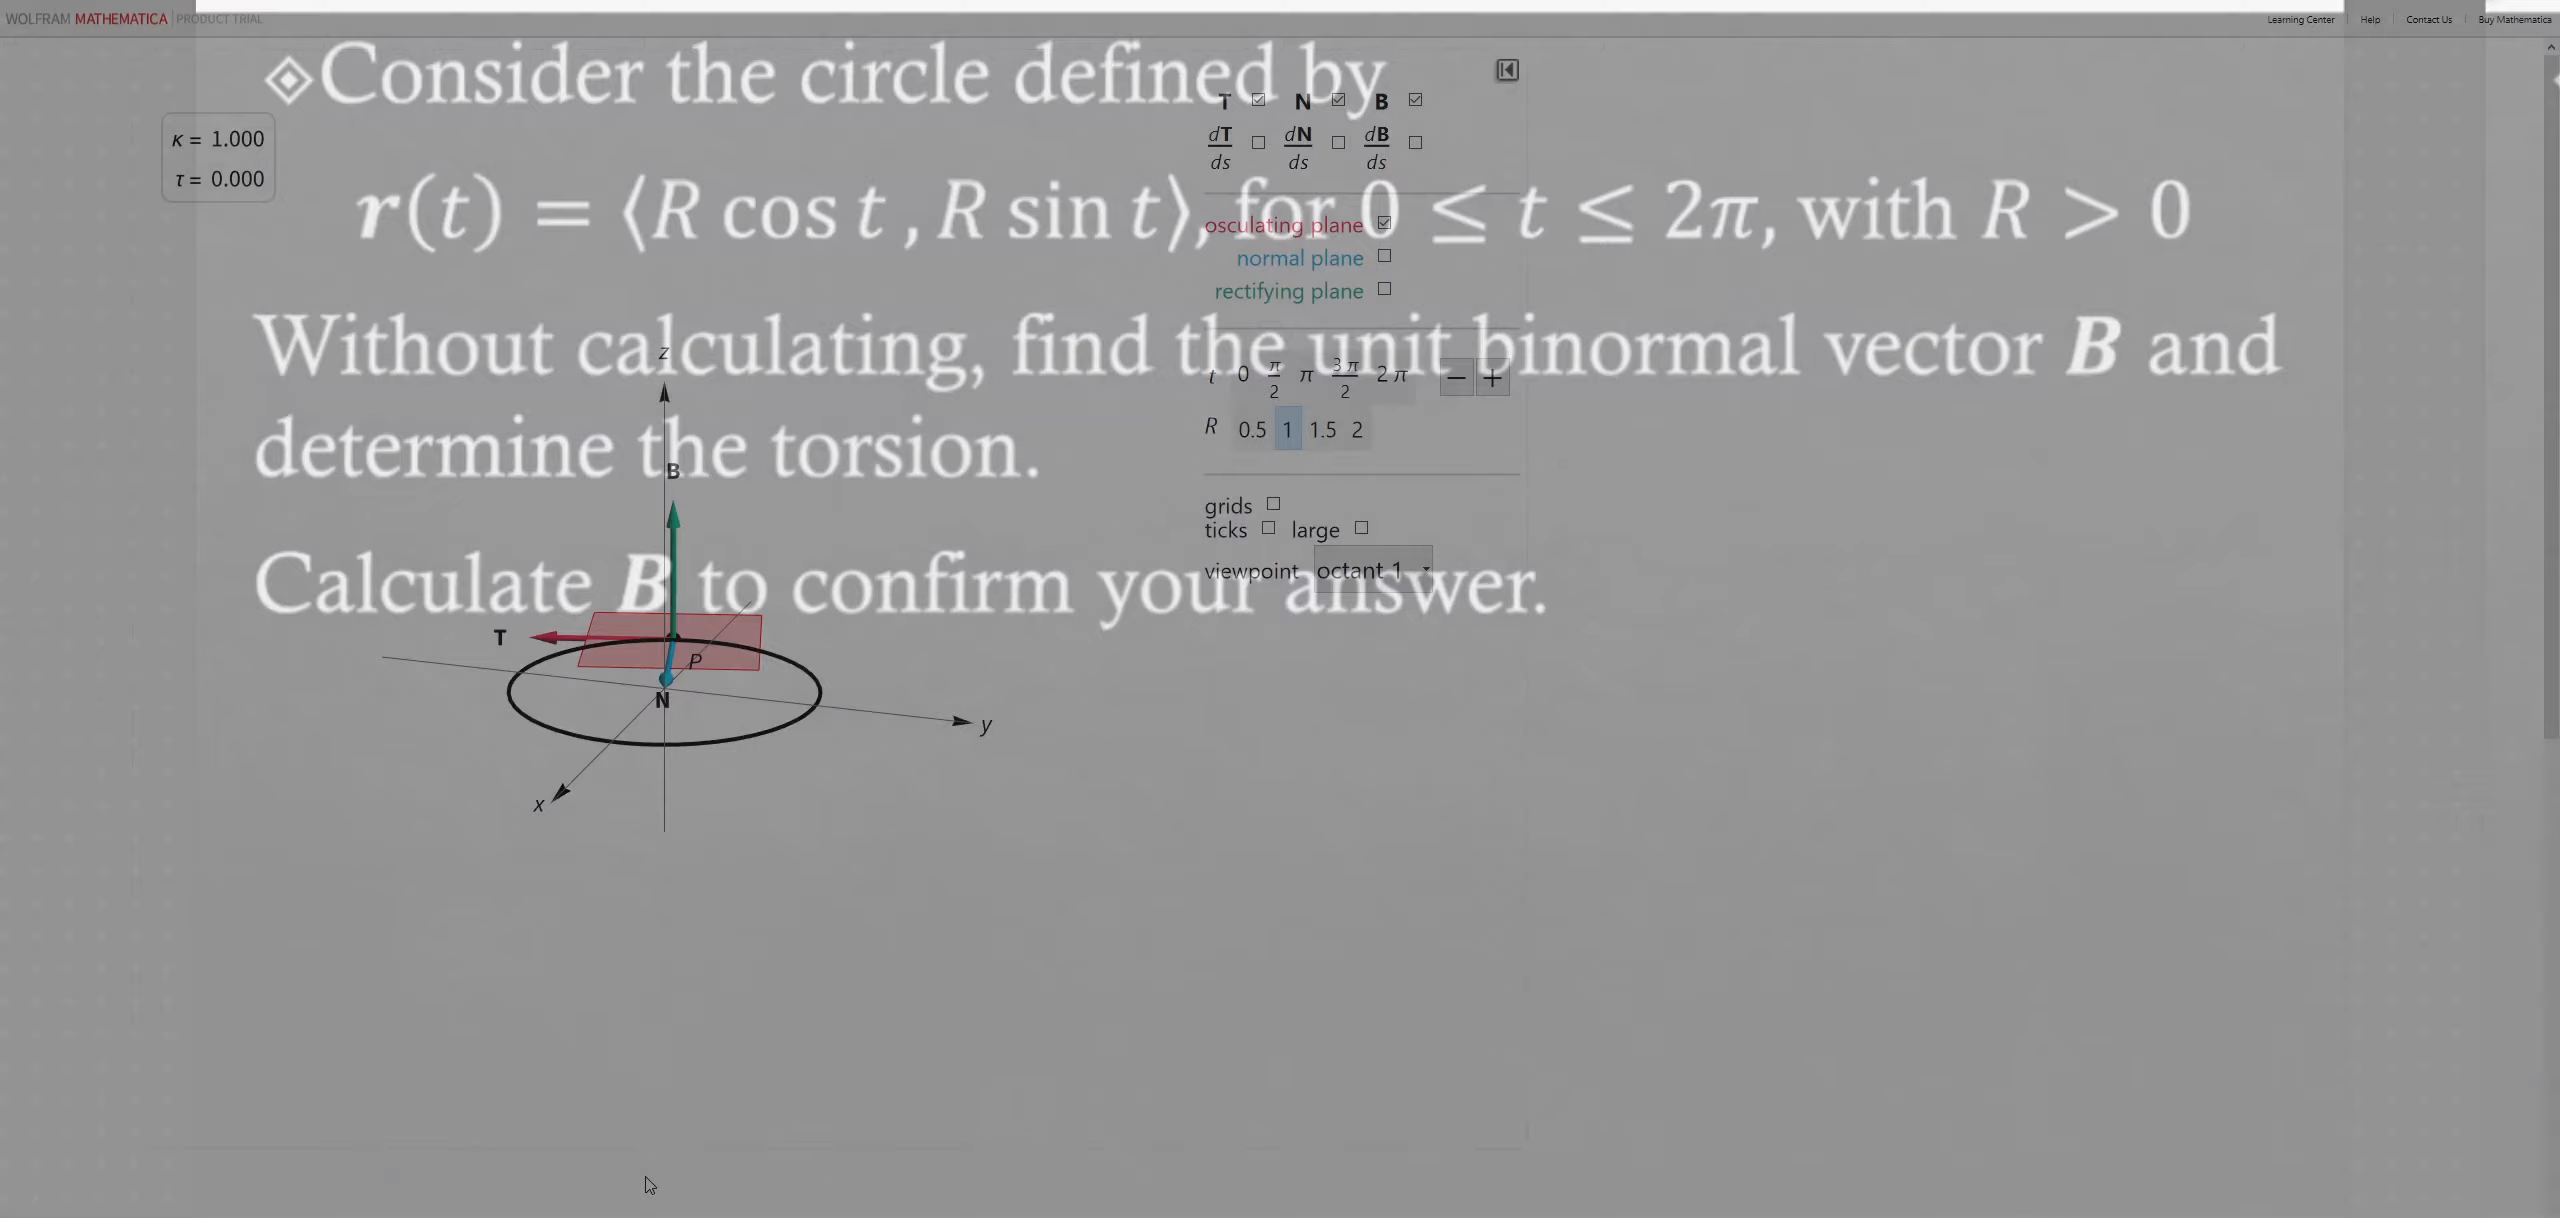 WOLFRAM MATHEMATICA | PRODUCT TRIAL
Learning Center | Help | Contact Us | Buy Mathematica
◈Consider the circle defined by
r(t) = ⟨R cos t , R sin t⟩, for 0 ≤ t ≤ 2π, with R > 0
Without calculating, find the unit binormal vector B and
determine the torsion.
Calculate B to confirm your answer.
κ = 1.000
τ = 0.000
T N B
dT/ds dN/ds dB/ds
osculating plane
normal plane
rectifying plane
t 0 π/2 π 3π/2 2π − +
R 0.5 1 1.5 2
grids
ticks large
viewpoint octant 1
z
B
T
P
N
y
x